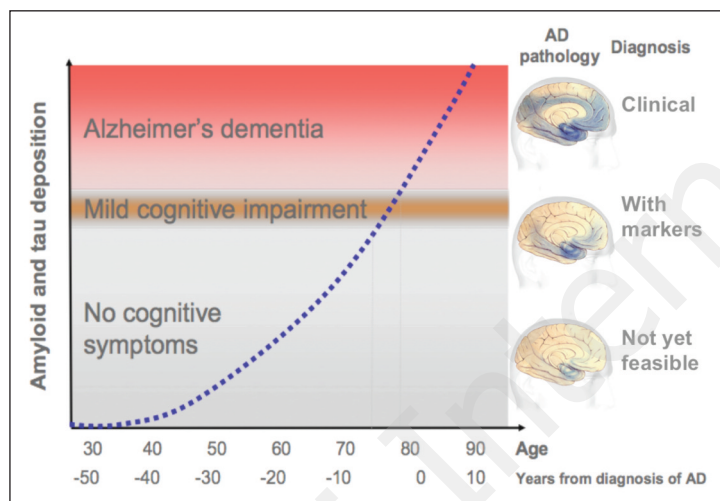 AD
pathology
Diagnosis
Clinical
Alzheimer's dementia
Mild cognitive impairment
With
markers
No cognitive
symptoms
Not yet
feasible
Amyloid and tau deposition
30 40 50 60 70 80 90 Age
-50 -40 -30 -20 -10 0 10 Years from diagnosis of AD
Intern